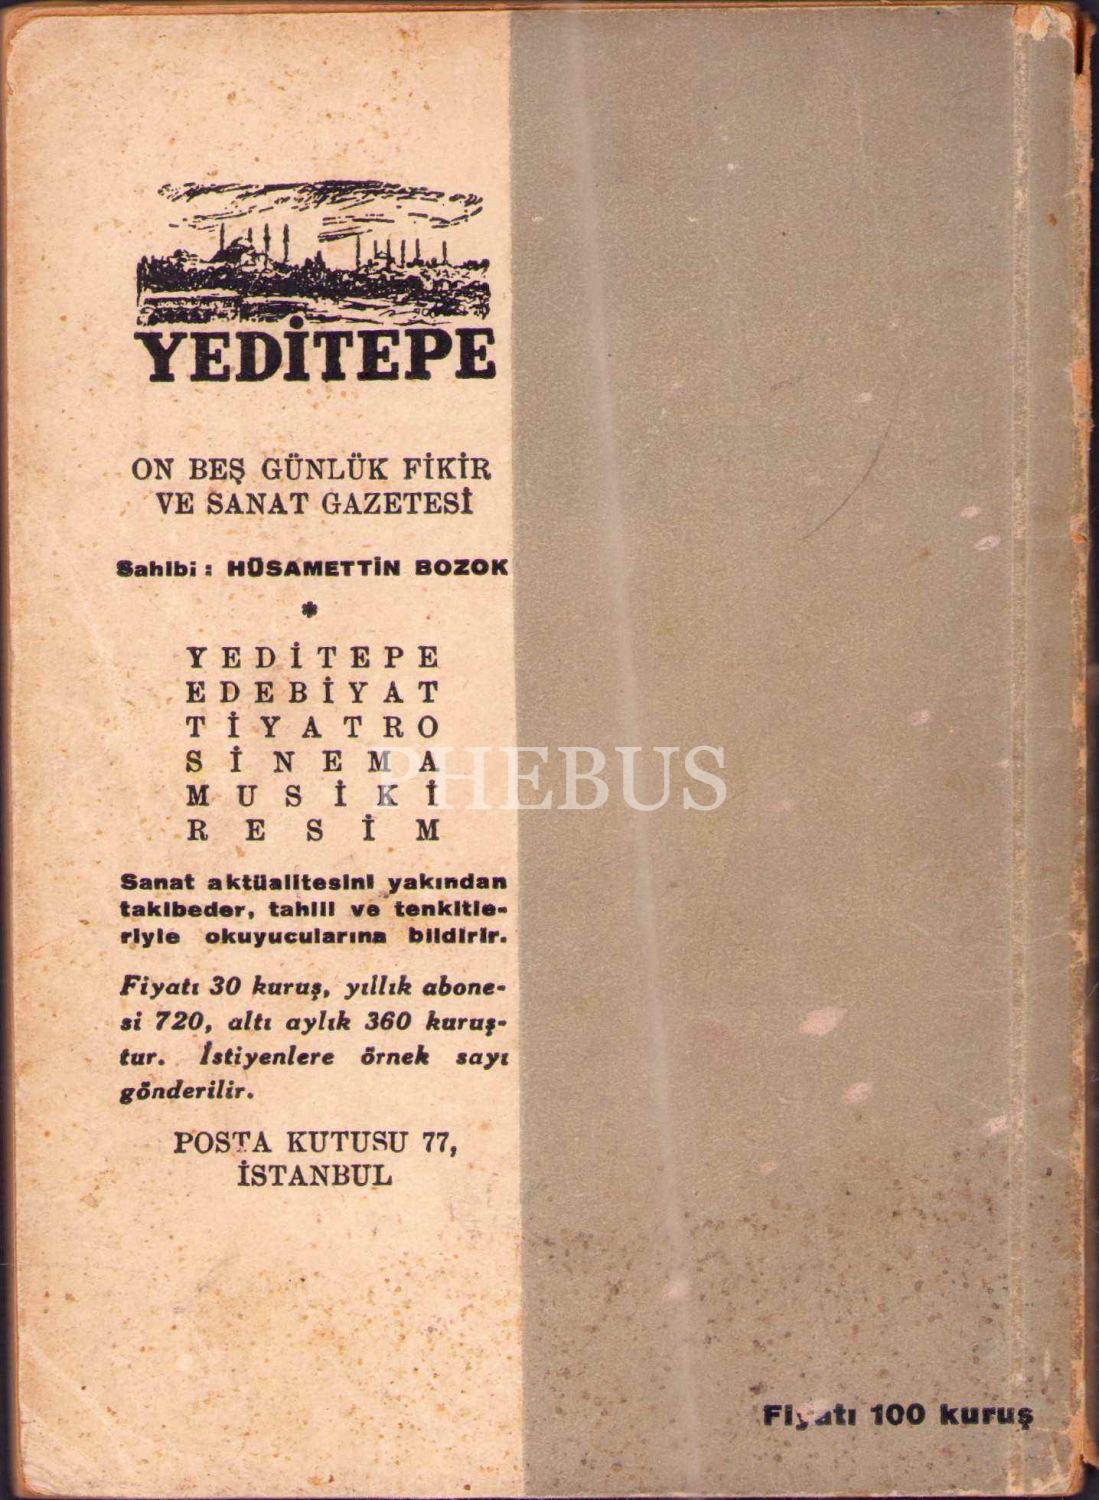 YEDİTEPE
ON BEŞ GÜNLÜK FİKİR
VE SANAT GAZETESİ
Sahibi : HÜSAMETTİN BOZOK
*
YEDİTEPE
EDEBİYAT
TİYATRO
SİNEMA
MUSİKİ
RESİM
Sanat aktüalitesini yakından
takibeder, tahlil ve tenkitle-
riyle okuyucularına bildirir.
Fiyatı 30 kuruş, yıllık abone-
si 720, altı aylık 360 kuruş-
tur. İstiyenlere örnek sayı
gönderilir.
POSTA KUTUSU 77,
İSTANBUL
PHEBUS
Fiyatı 100 kuruş